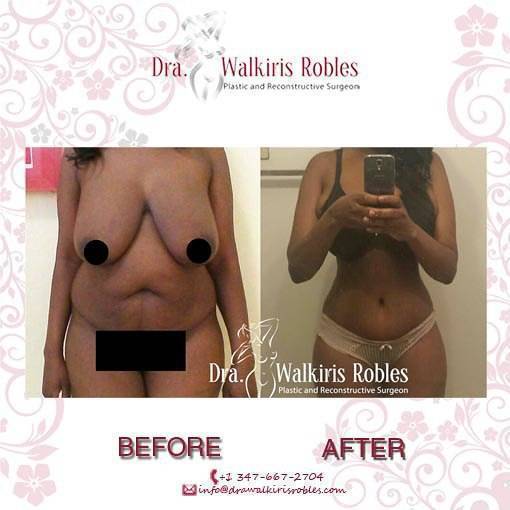 Dra. Walkiris Robles
Plastic and Reconstructive Surgeon
Dra. Walkiris Robles
Plastic and Reconstructive Surgeon
BEFORE AFTER
+1 347-667-2704
info@drawalkirisrobles.com